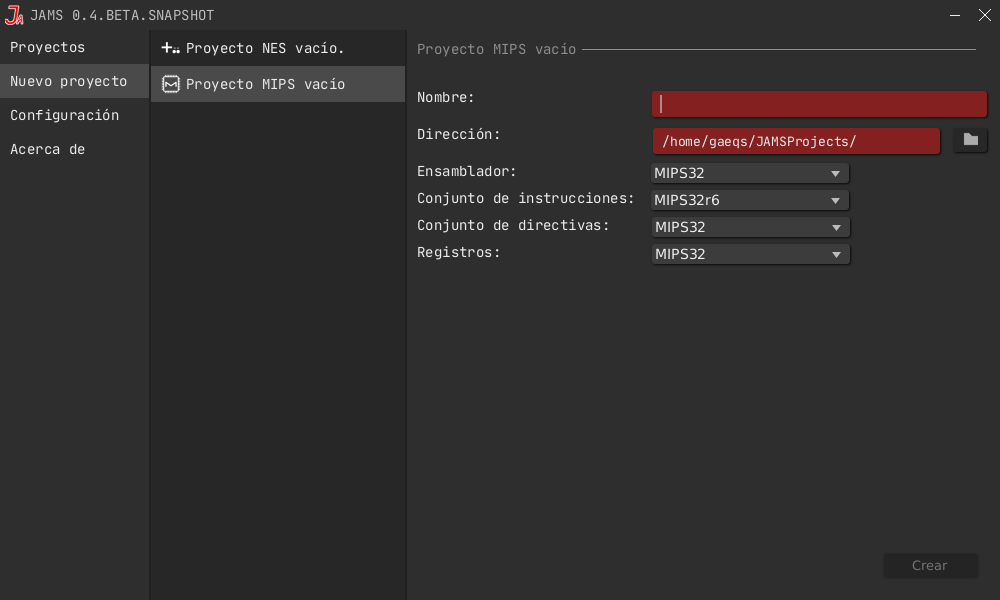 JAMS 0.4.BETA.SNAPSHOT
Proyectos
Nuevo proyecto
Configuración
Acerca de
Proyecto NES vacío.
Proyecto MIPS vacío
Proyecto MIPS vacio
Nombre:
Dirección:
/home/gaeqs/JAMSProjects/
Ensamblador:
MIPS32
Conjunto de instrucciones:
MIPS32r6
Conjunto de directivas:
MIPS32
Registros:
MIPS32
Crear